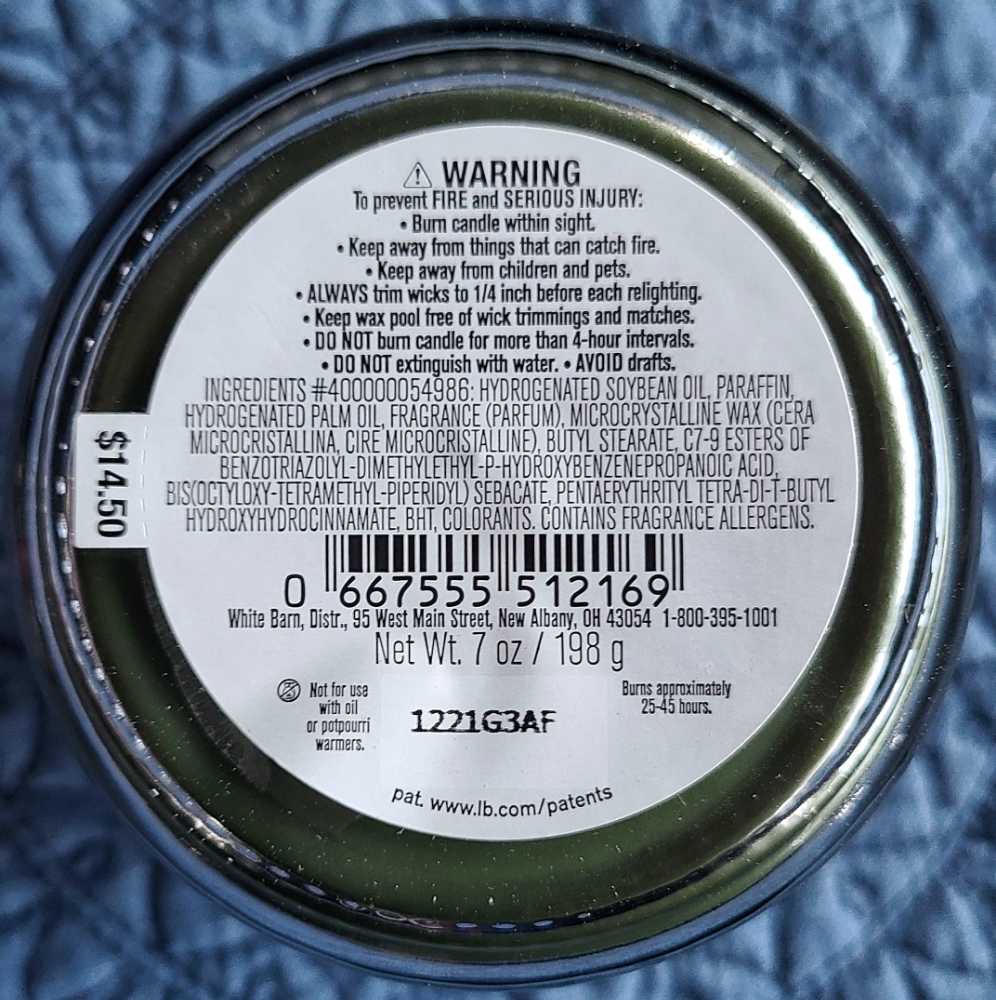 ⚠ WARNING
To prevent FIRE and SERIOUS INJURY:
• Burn candle within sight.
• Keep away from things that can catch fire.
• Keep away from children and pets.
• ALWAYS trim wicks to 1/4 inch before each relighting.
• Keep wax pool free of wick trimmings and matches.
• DO NOT burn candle for more than 4-hour intervals.
• DO NOT extinguish with water. • AVOID drafts.
INGREDIENTS #400000054986: HYDROGENATED SOYBEAN OIL, PARAFFIN,
HYDROGENATED PALM OIL, FRAGRANCE (PARFUM), MICROCRYSTALLINE WAX (CERA
MICROCRISTALLINA, CIRE MICROCRISTALLINE), BUTYL STEARATE, C7-9 ESTERS OF
BENZOTRIAZOLYL-DIMETHYLETHYL-P-HYDROXYBENZENEPROPANOIC ACID,
BIS(OCTYLOXY-TETRAMETHYL-PIPERIDYL) SEBACATE, PENTAERYTHRITYL TETRA-DI-T-BUTYL
HYDROXYHYDROCINNAMATE, BHT, COLORANTS. CONTAINS FRAGRANCE ALLERGENS.
$14.50
0 667555 512169
White Barn, Distr., 95 West Main Street, New Albany, OH 43054 1-800-395-1001
Net Wt. 7 oz / 198 g
Not for use
with oil
or potpourri
warmers.
1221G3AF
Burns approximately
25-45 hours.
pat. www.lb.com/patents